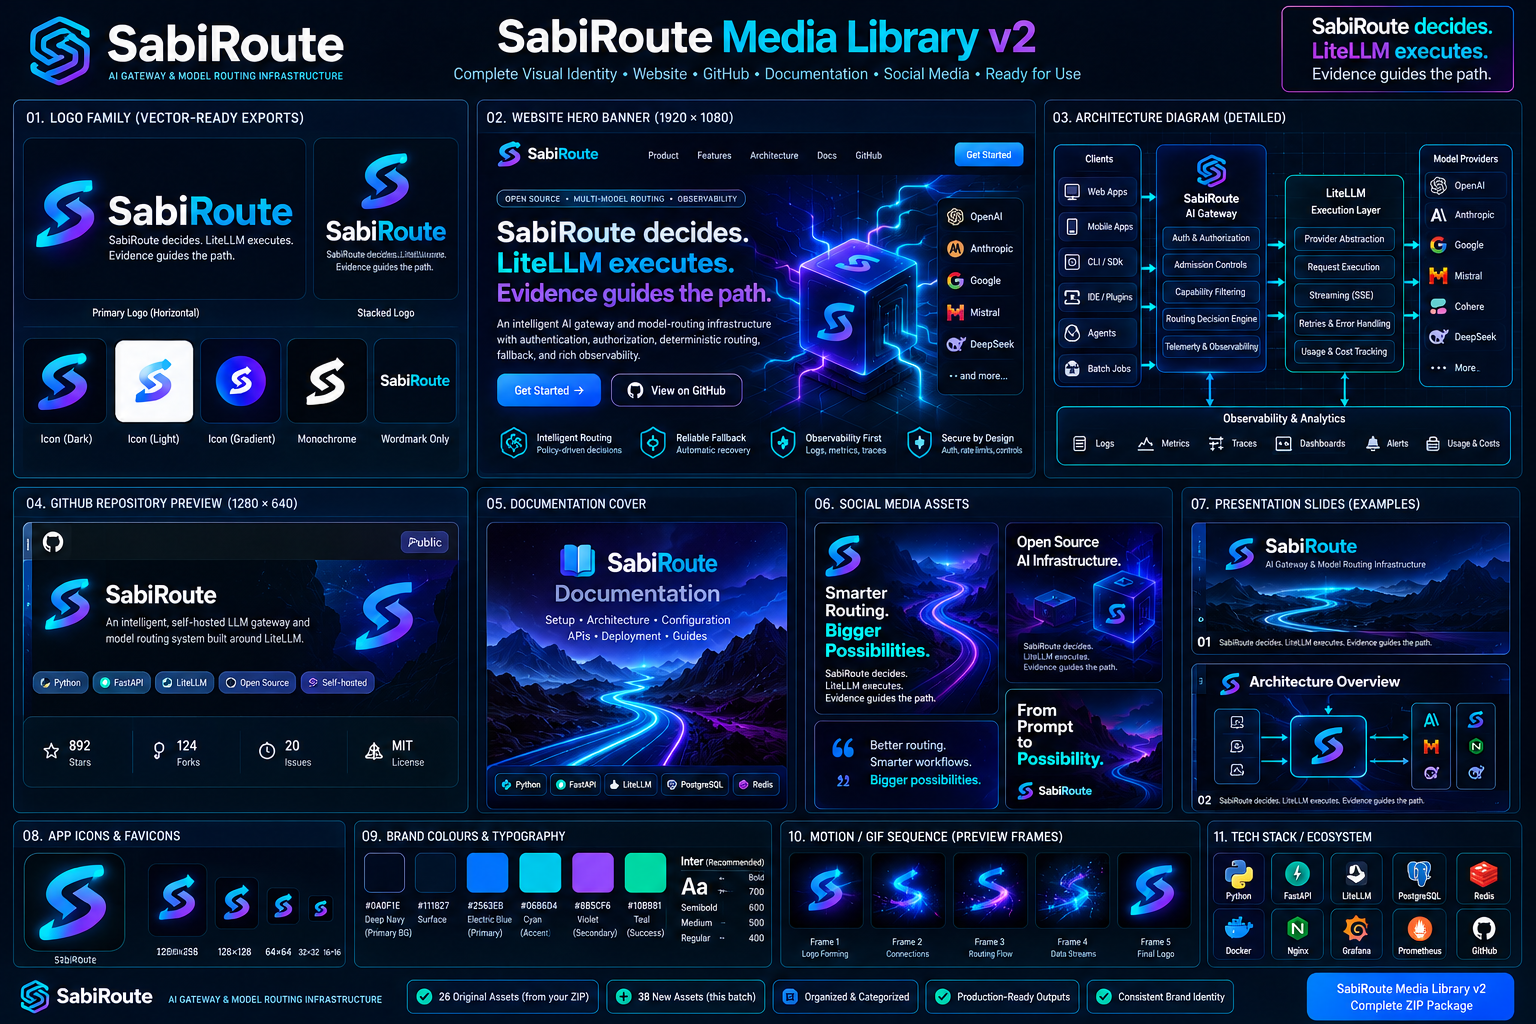 SabiRoute
AI GATEWAY & MODEL ROUTING INFRASTRUCTURE
SabiRoute Media Library v2
Complete Visual Identity • Website • GitHub • Documentation • Social Media • Ready for Use
SabiRoute decides.
LiteLLM executes.
Evidence guides the path.
01. LOGO FAMILY (VECTOR-READY EXPORTS)
SabiRoute
SabiRoute decides. LiteLLM executes.
Evidence guides the path.
Primary Logo (Horizontal)
SabiRoute
SabiRoute decides.
Evidence guides the path.
Stacked Logo
Icon (Dark)
Icon (Light)
Icon (Gradient)
Monochrome
SabiRoute
Wordmark Only
02. WEBSITE HERO BANNER (1920 × 1080)
SabiRoute
Product
Features
Architecture
Docs
GitHub
Get Started
OPEN SOURCE • MULTI-MODEL ROUTING • OBSERVABILITY
SabiRoute decides.
LiteLLM executes.
Evidence guides the path.
An intelligent AI gateway and model-routing infrastructure
with authentication, authorization, deterministic routing,
fallback, and rich observability.
Get Started →
View on GitHub
OpenAI
Anthropic
Google
Mistral
DeepSeek
·· and more...
Intelligent Routing
Policy-driven decisions
Reliable Fallback
Automatic recovery
Observability First
Logs, metrics, traces
Secure by Design
Auth, rate limits, controls
03. ARCHITECTURE DIAGRAM (DETAILED)
Clients
Web Apps
Mobile Apps
CLI / SDk
IDE / Plugins
Agents
Batch Jobs
SabiRoute
AI Gateway
Auth & Authorization
Admission Controls
Capability Filtering
Routing Decision Engine
Telemerty & Observability
LiteLLM
Execution Layer
Provider Abstraction
Request Execution
Streaming (SSE)
Retries & Error Handling
Usage & Cost Tracking
Model Providers
OpenAI
Anthropic
Google
Mistral
Cohere
DeepSeek
More..
Observability & Analytics
Logs
Metrics
Traces
Dashboards
Alerts
Usage & Costs
04. GITHUB REPOSITORY PREVIEW (1280 × 640)
Public
SabiRoute
An intelligent, self-hosted LLM gateway and
model routing system built around LiteLLM.
Python
FastAPI
LiteLLM
Open Source
Self-hosted
892
Stars
124
Forks
20
Issues
MIT
License
05. DOCUMENTATION COVER
SabiRoute
Documentation
Setup • Architecture • Configuration
APIs • Deployment • Guides
Python
FastAPI
LiteLLM
PostgreSQL
Redis
06. SOCIAL MEDIA ASSETS
Smarter
Routing.
Bigger
Possibilities.
SabiRoute decides.
LiteLLM executes.
Evidence guides the path.
Open Source
AI Infrastructure.
SabiRoute decides.
LiteLLM executes.
Evidence guides the path.
Better routing.
Smarter workflows.
Bigger possibilities.
From
Prompt
to
Possibility.
SabiRoute
07. PRESENTATION SLIDES (EXAMPLES)
SabiRoute
AI Gateway & Model Routing Infrastructure
01 SabiRoute decides. LiteLLM executes. Evidence guides the path.
Architecture Overview
02 SabiRoute decides. LiteLLM executes. Evidence guides the path.
08. APP ICONS & FAVICONS
SabiRoute
128×128
64×64
32×32
16-16
09. BRAND COLOURS & TYPOGRAPHY
#0A0F1E
Deep Navy
(Primary BG)
#111827
Surface
#2563EB
Electric Blue
(Primary)
#06B6D4
Cyan
(Accent)
#8B5CF6
Violet
(Secondary)
#10B981
Teal
(Success)
Inter (Recommended)
Aa
Bold
700
Semibold 600
Medium 500
Regular 400
10. MOTION / GIF SEQUENCE (PREVIEW FRAMES)
Frame 1
Logo Forming
Frame 2
Connections
Frame 3
Routing Flow
Frame 4
Data Streams
Frame 5
Final Logo
11. TECH STACK / ECOSYSTEM
Python
FastAPI
LiteLLM
PostgreSQL
Redis
Docker
Nginx
Grafana
Prometheus
GitHub
SabiRoute
AI GATEWAY & MODEL ROUTING INFRASTRUCTURE
26 Original Assets (from your ZIP)
38 New Assets (this batch)
Organized & Categorized
Production-Ready Outputs
Consistent Brand Identity
SabiRoute Media Library v2
Complete ZIP Package